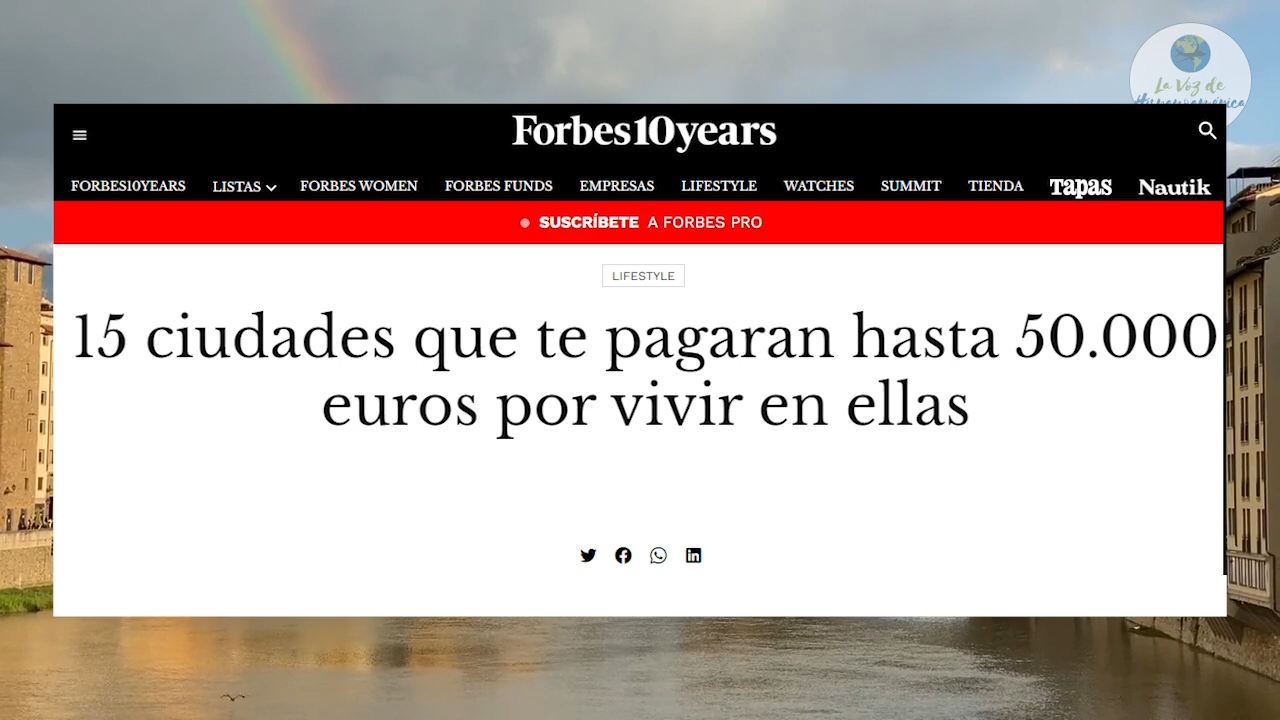 La Voz de
Hispanoamérica
Forbes10years
FORBES10YEARS LISTAS FORBES WOMEN FORBES FUNDS EMPRESAS LIFESTYLE WATCHES SUMMIT TIENDA Tapas Nautik
SUSCRÍBETE A FORBES PRO
LIFESTYLE
15 ciudades que te pagaran hasta 50.000
euros por vivir en ellas